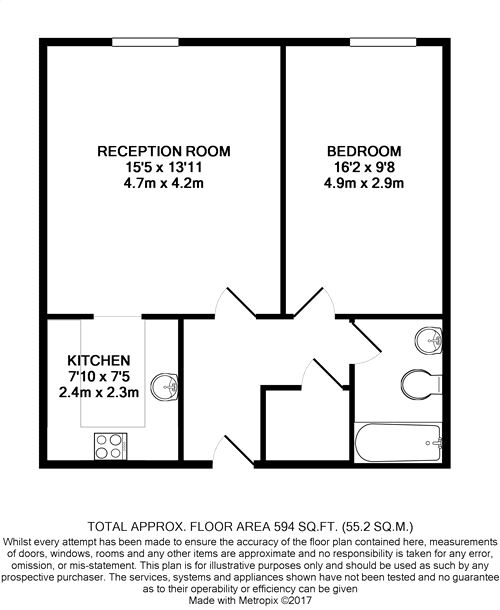 RECEPTION ROOM
15'5 x 13'11
4.7m x 4.2m
BEDROOM
16'2 x 9'8
4.9m x 2.9m
KITCHEN
7'10 x 7'5
2.4m x 2.3m
TOTAL APPROX. FLOOR AREA 594 SQ.FT. (55.2 SQ.M.)
Whilst every attempt has been made to ensure the accuracy of the floor plan contained here, measurements
of doors, windows, rooms and any other items are approximate and no responsibility is taken for any error,
omission, or mis-statement. This plan is for illustrative purposes only and should be used as such by any
prospective purchaser. The services, systems and appliances shown have not been tested and no guarantee
as to their operability or efficiency can be given
Made with Metropix ©2017